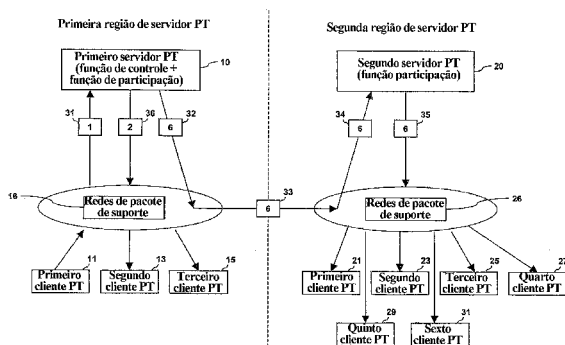 Primeira região de servidor PT
Segunda região de servidor PT
Primeiro servidor PT
(função de controle +
função de participação)
10
Segundo servidor PT
(função participação)
20
31
36
32
1
2
6
34
35
6
6
16
Redes de pacote
de suporte
33
6
Redes de pacote
de suporte
26
11
Primeiro
cliente PT
13
Segundo
cliente PT
15
Terceiro
cliente PT
21
Primeiro
cliente PT
23
Segundo
cliente PT
25
Terceiro
cliente PT
27
Quarto
cliente PT
29
Quinto
cliente PT
31
Sexto
cliente PT